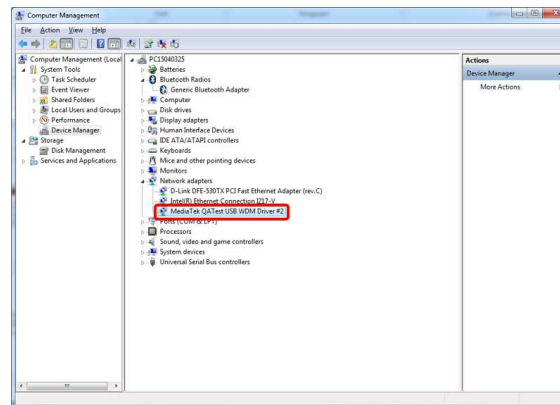 Computer Management
File Action View Help
Computer Management (Local
System Tools
Task Scheduler
Event Viewer
Shared Folders
Local Users and Groups
Performance
Device Manager
Storage
Disk Management
Services and Applications
PC15040325
Batteries
Bluetooth Radios
Generic Bluetooth Adapter
Computer
Disk drives
Display adapters
Human Interface Devices
IDE ATA/ATAPI controllers
Keyboards
Mice and other pointing devices
Monitors
Network adapters
D-Link DFE-530TX PCI Fast Ethernet Adapter (rev.C)
Intel(R) Ethernet Connection I217-V
MediaTek QATest USB WDM Driver #2
Ports (COM & LPT)
Processors
Sound, video and game controllers
System devices
Universal Serial Bus controllers
Actions
Device Manager
More Actions